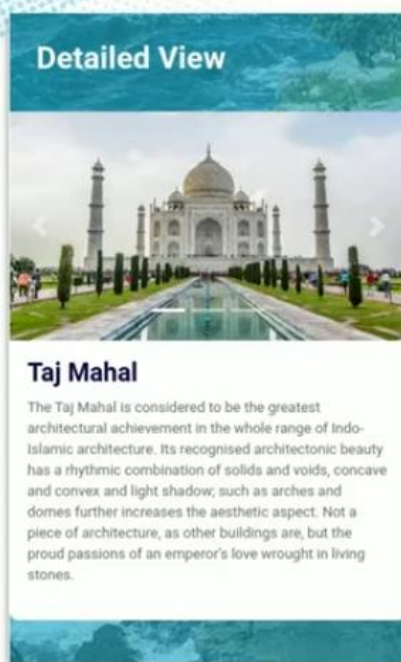 Detailed View
Taj Mahal
The Taj Mahal is considered to be the greatest
architectural achievement in the whole range of Indo-
Islamic architecture. Its recognised architectonic beauty
has a rhythmic combination of solids and voids, concave
and convex and light shadow; such as arches and
domes further increases the aesthetic aspect. Not a
piece of architecture, as other buildings are, but the
proud passions of an emperor's love wrought in living
stones.